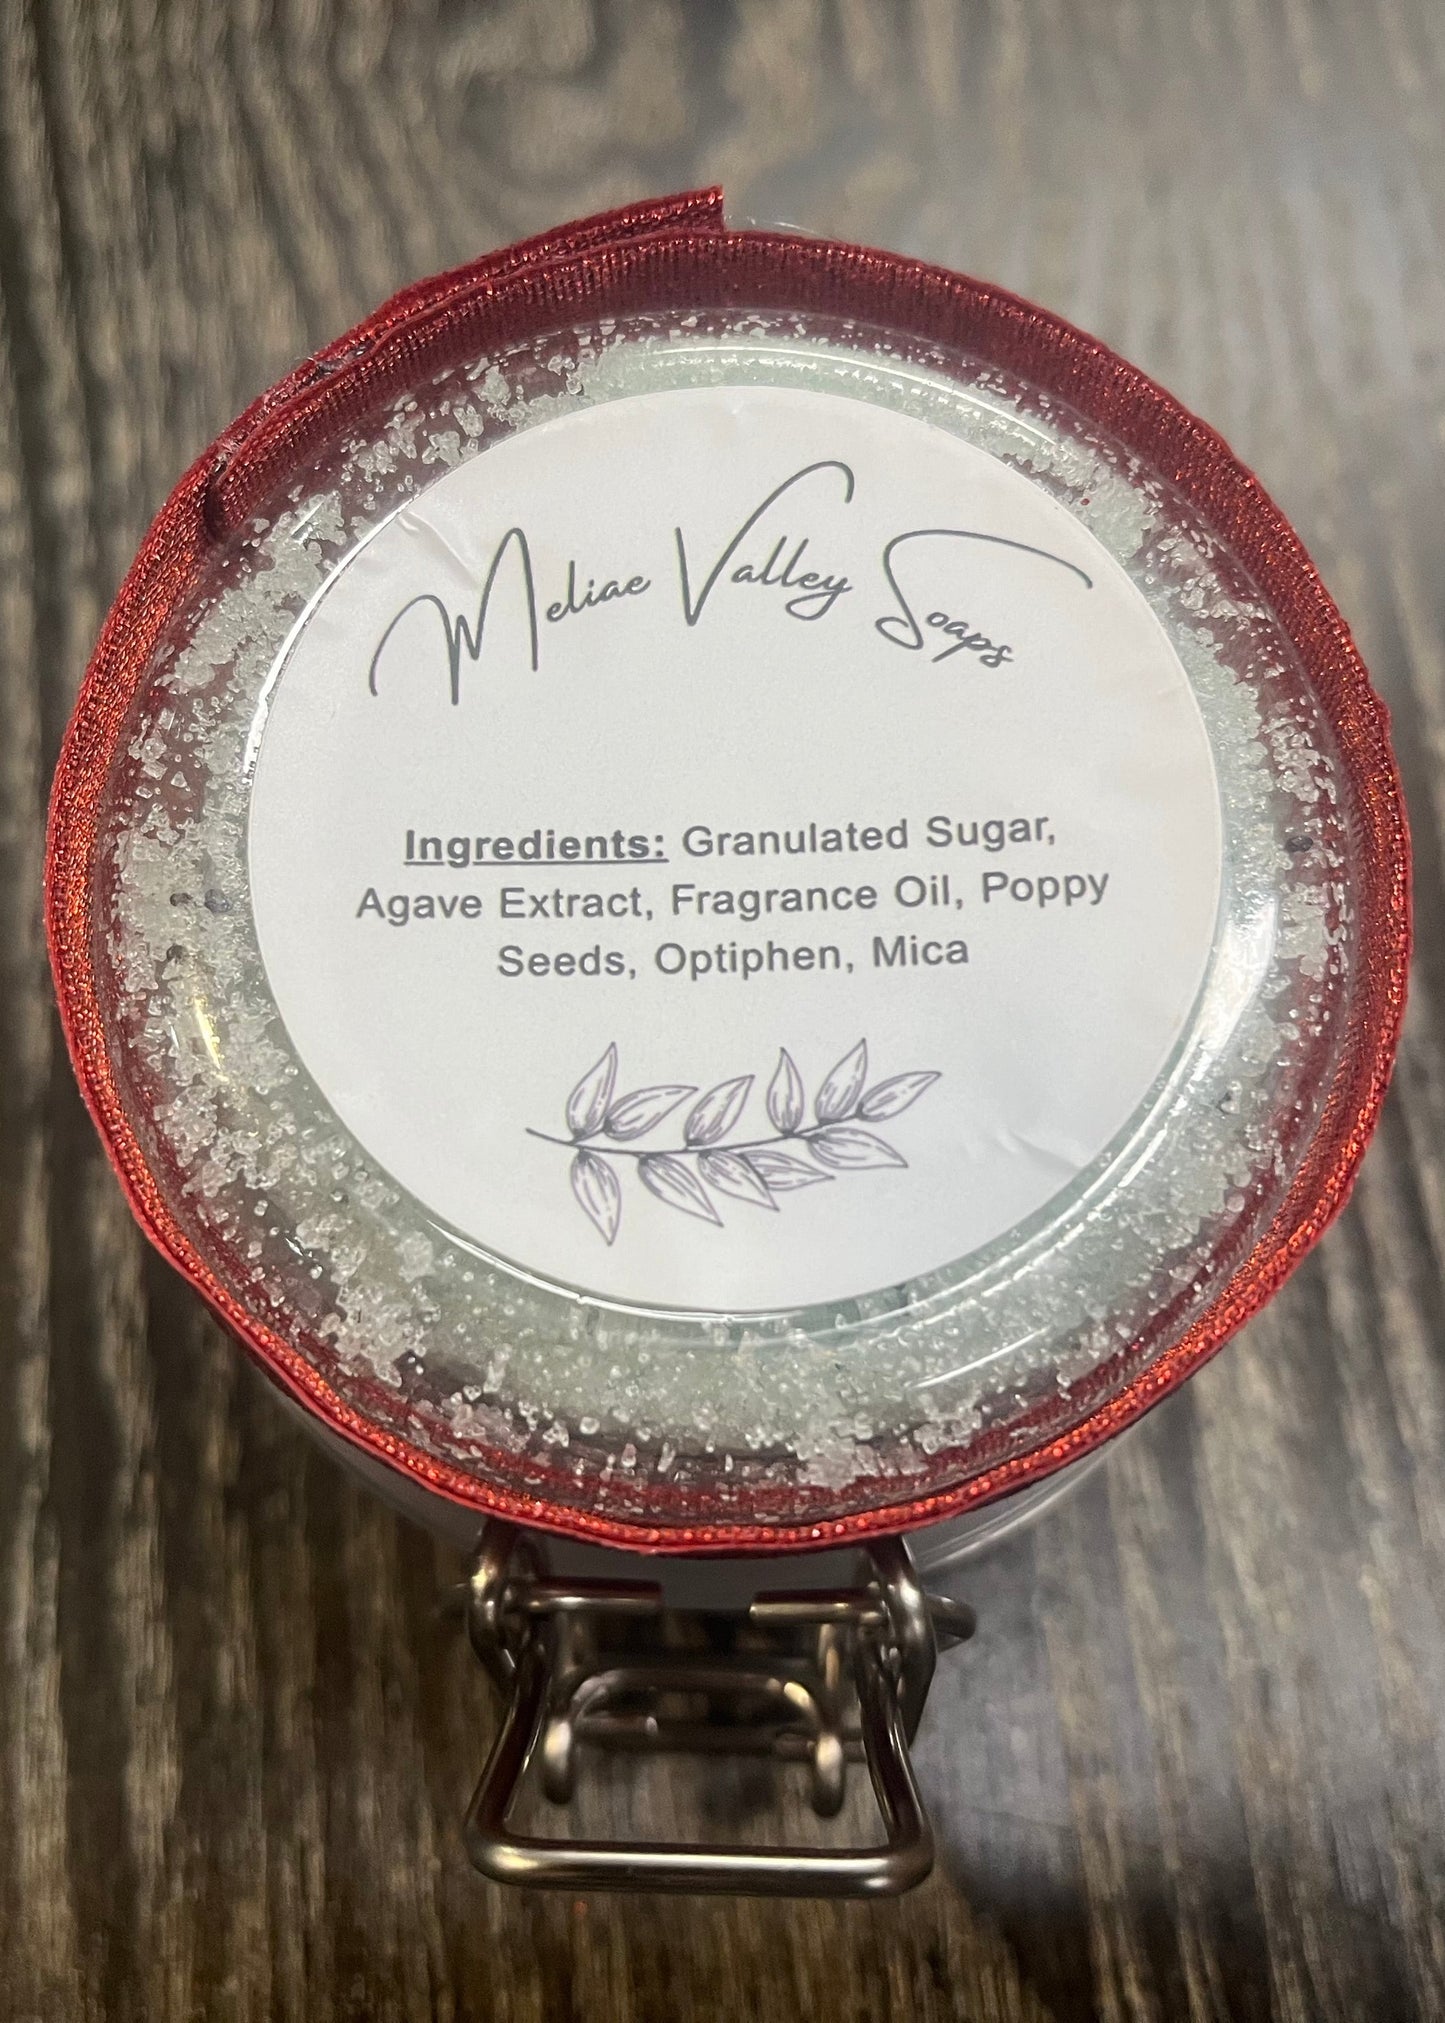 Meliae Valley Soaps
Ingredients: Granulated Sugar,
Agave Extract, Fragrance Oil, Poppy
Seeds, Optiphen, Mica